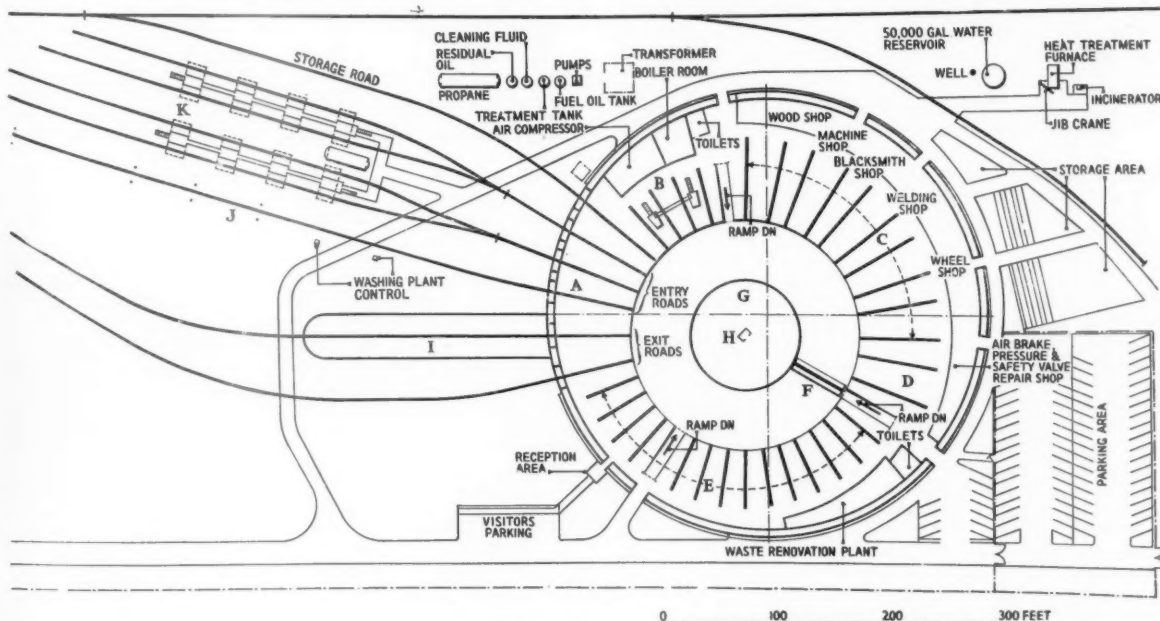 STORAGE ROAD
CLEANING FLUID
RESIDUAL
OIL
PROPANE
TREATMENT TANK
AIR COMPRESSOR
PUMPS
FUEL OIL TANK
TRANSFORMER
BOILER ROOM
TOILETS
WOOD SHOP
MACHINE
SHOP
BLACKSMITH
SHOP
WELDING
SHOP
WHEEL
SHOP
50,000 GAL WATER
RESERVOIR
WELL
HEAT TREATMENT
FURNACE
INCINERATOR
JIB CRANE
STORAGE AREA
K
J
B
RAMP DN
C
A
ENTRY
ROADS
G
H
WASHING PLANT
CONTROL
I
EXIT
ROADS
F
D
AIR BRAKE,
PRESSURE &
SAFETY VALVE
REPAIR SHOP
RAMP DN
TOILETS
RAMP DN
E
RECEPTION
AREA
VISITORS
PARKING
WASTE RENOVATION PLANT
PARKING AREA
0 100 200 300 FEET